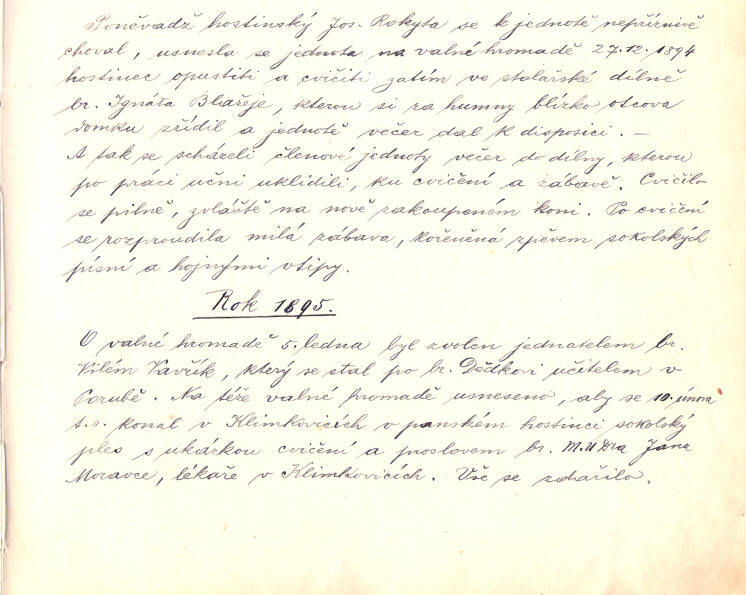 Poněvadž hostinský Jos. Rokyta se k jednotě nepříznivě
choval, usnesla se jednota na valné hromadě 27.12.1894
hostinec opustiti a cvičiti zatím ve stolařské dílně
br. Ignáta Blažeje, kterou si za humny blízko otcova
domku zřídil a jednotě večer dal k disposici. —
A tak se scházeli členové jednoty večer do dílny, kterou
po práci učni uklidili, ku cvičení a zábavě. Cvičilo
se pilně, zvláště na nově zakoupeném koni. Po cvičení
se rozproudila milá zábava, kořeněná zpěvem sokolských
písní a hojnými vtipy.
Rok 1895.
O valné hromadě 5. ledna byl zvolen jednatelem br.
Vilém Kavřík, který se stal po br. Dědkovi učitelem v
Porubě. Na téže valné hromadě usneseno, aby se 10. února
t.r. konal v Klimkovicích v panském hostinci sokolský
ples s ukázkou cvičení a proslovem br. M.U Dra Jana
Moravce, lékaře v Klimkovicích. Vše se zdařilo.